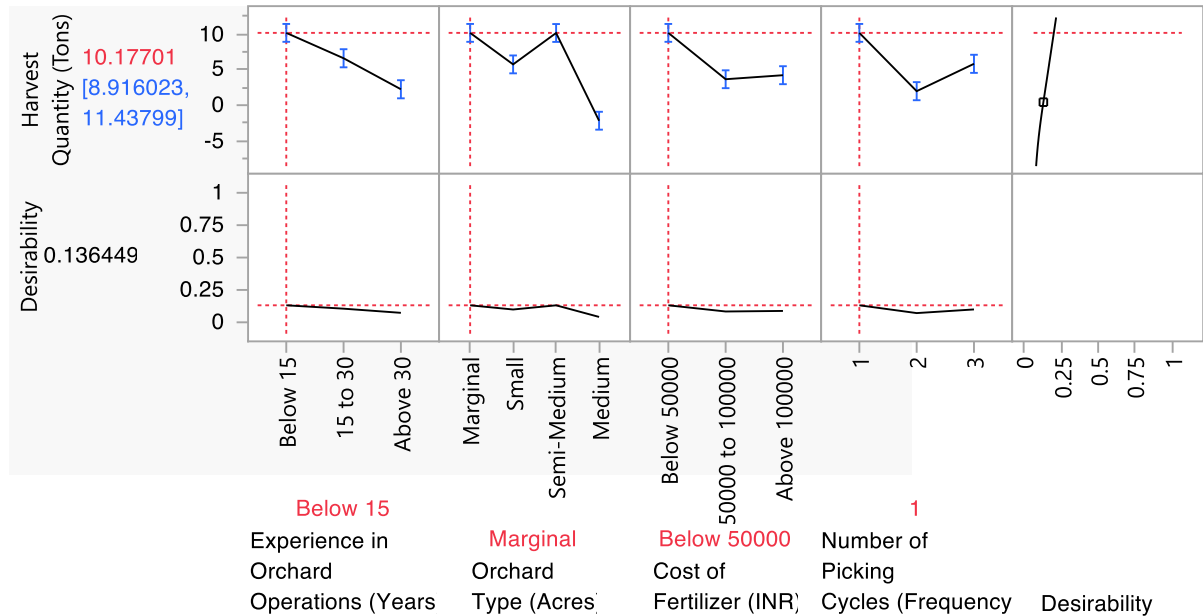 Harvest
Quantity (Tons)
10.17701
[8.916023,
11.43799]
10
5
0
-5
Desirability
0.136449
1
0.75
0.5
0.25
0
Below 15
15 to 30
Above 30
Marginal
Small
Semi-Medium
Medium
Below 50000
50000 to 100000
Above 100000
1
2
3
0
0.25
0.5
0.75
1
Below 15
Experience in
Orchard
Operations (Years
Marginal
Orchard
Type (Acres)
Below 50000
Cost of
Fertilizer (INR)
1
Number of
Picking
Cycles (Frequency
Desirability